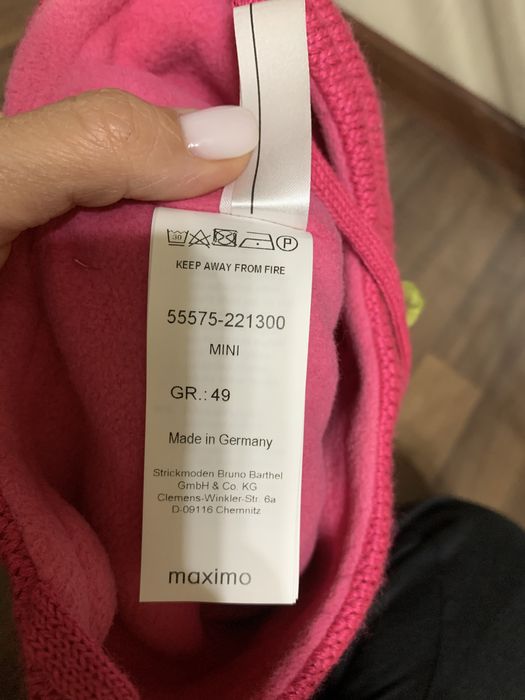 30 P
KEEP AWAY FROM FIRE
55575-221300
MINI
GR.: 49
Made in Germany
Strickmoden Bruno Barthel
GmbH & Co. KG
Clemens-Winkler-Str. 6a
D-09116 Chemnitz
maximo